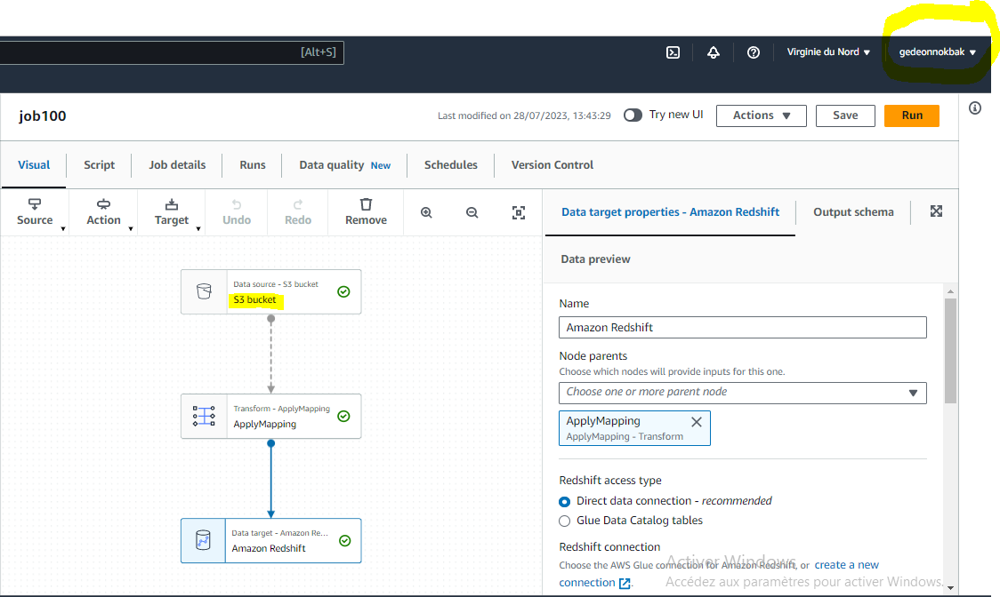 [Alt+S]
Virginie du Nord
gedeonnokbak
job100
Last modified on 28/07/2023, 13:43:29
Try new UI
Actions
Save
Run
Visual
Script
Job details
Runs
Data quality New
Schedules
Version Control
Source
Action
Target
Undo
Redo
Remove
Data target properties - Amazon Redshift
Output schema
Data preview
Data source - S3 bucket
S3 bucket
Transform - ApplyMapping
ApplyMapping
Data target - Amazon Re...
Amazon Redshift
Name
Amazon Redshift
Node parents
Choose which nodes will provide inputs for this one.
Choose one or more parent node
ApplyMapping
ApplyMapping - Transform
Redshift access type
Direct data connection - recommended
Glue Data Catalog tables
Redshift connection
Choose the AWS Glue connection for Amazon Redshift, or create a new
connection
Activer Windows
Accédez aux paramètres pour activer Windows.